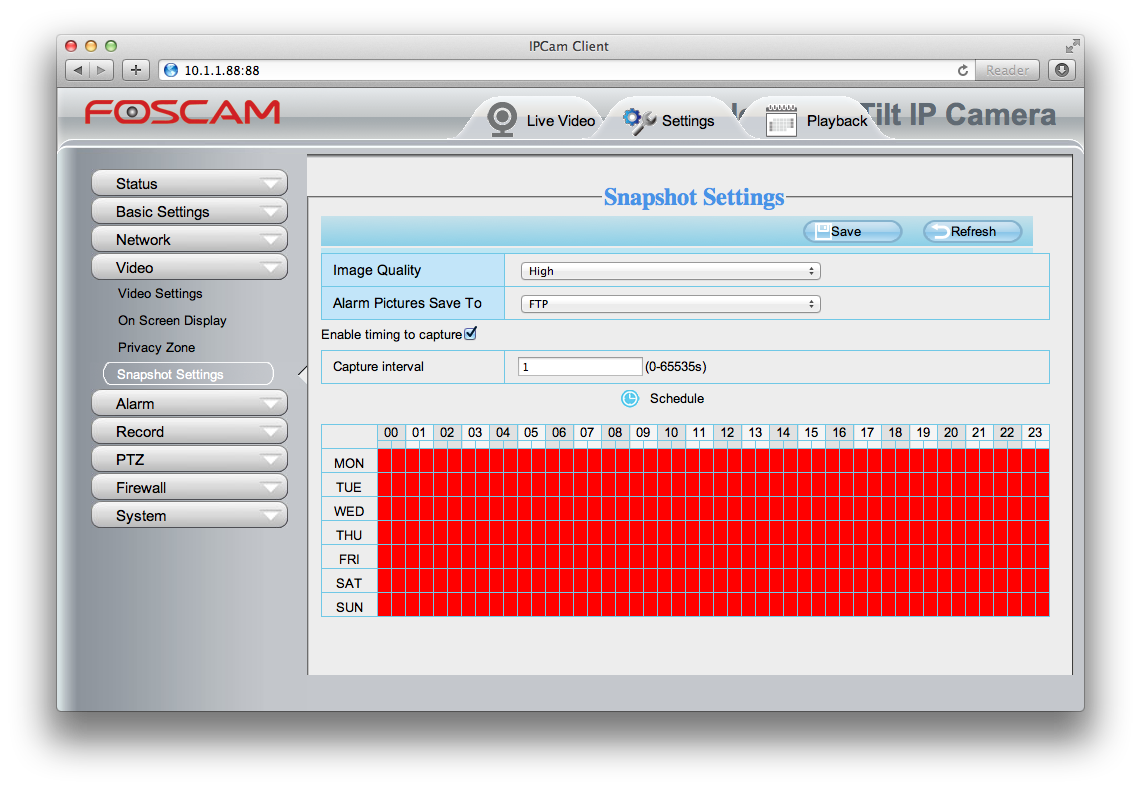 IPCam Client
10.1.1.88:88
Reader
FOSCAM
Live Video
Settings
Playback
Tilt IP Camera
Status
Basic Settings
Network
Video
Video Settings
On Screen Display
Privacy Zone
Snapshot Settings
Alarm
Record
PTZ
Firewall
System
Snapshot Settings
Save
Refresh
Image Quality
High
Alarm Pictures Save To
FTP
Enable timing to capture
Capture interval
1
(0-65535s)
Schedule
00 01 02 03 04 05 06 07 08 09 10 11 12 13 14 15 16 17 18 19 20 21 22 23
MON
TUE
WED
THU
FRI
SAT
SUN